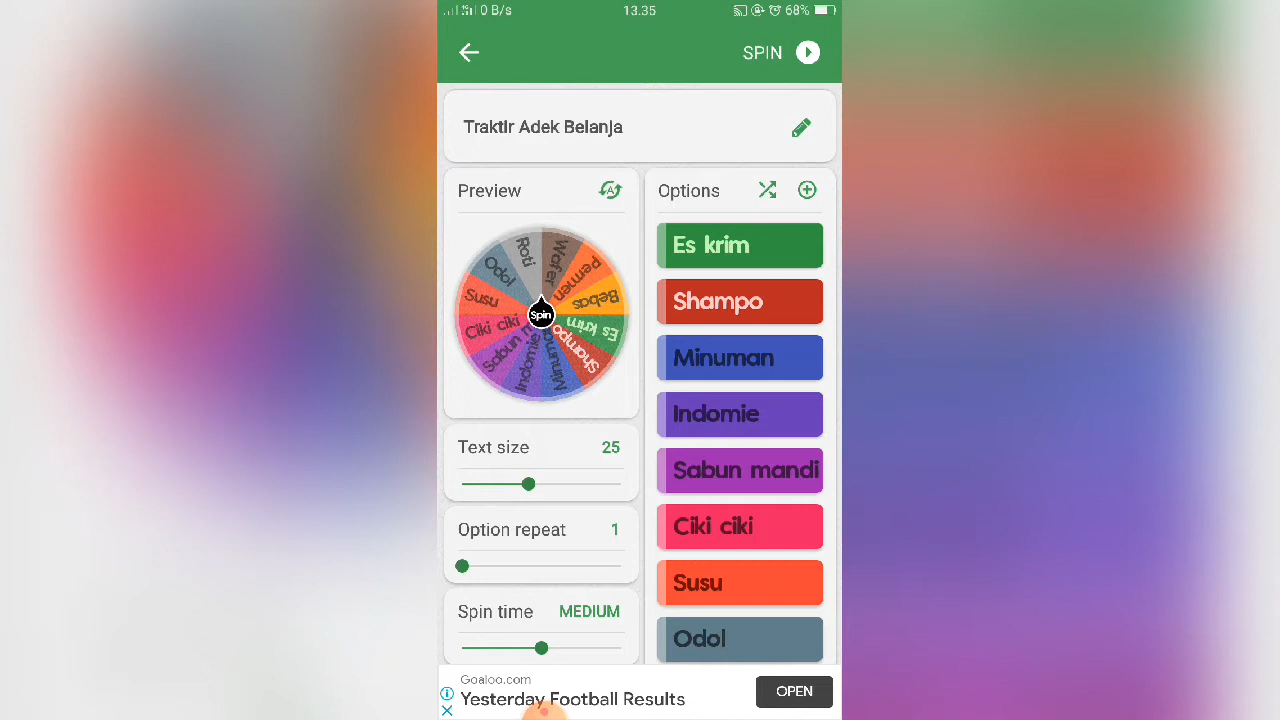 0 B/s 13.35 68%
SPIN
Traktir Adek Belanja
Preview
Options
Roti
Wafer
Permen
Bebas
Es krim
Shampo
Minuman
Indomie
Sabun m
Ciki ciki
Susu
Odol
Spin
Es krim
Shampo
Minuman
Indomie
Sabun mandi
Ciki ciki
Susu
Odol
Text size 25
Option repeat 1
Spin time MEDIUM
Goaloo.com
Yesterday Football Results
OPEN